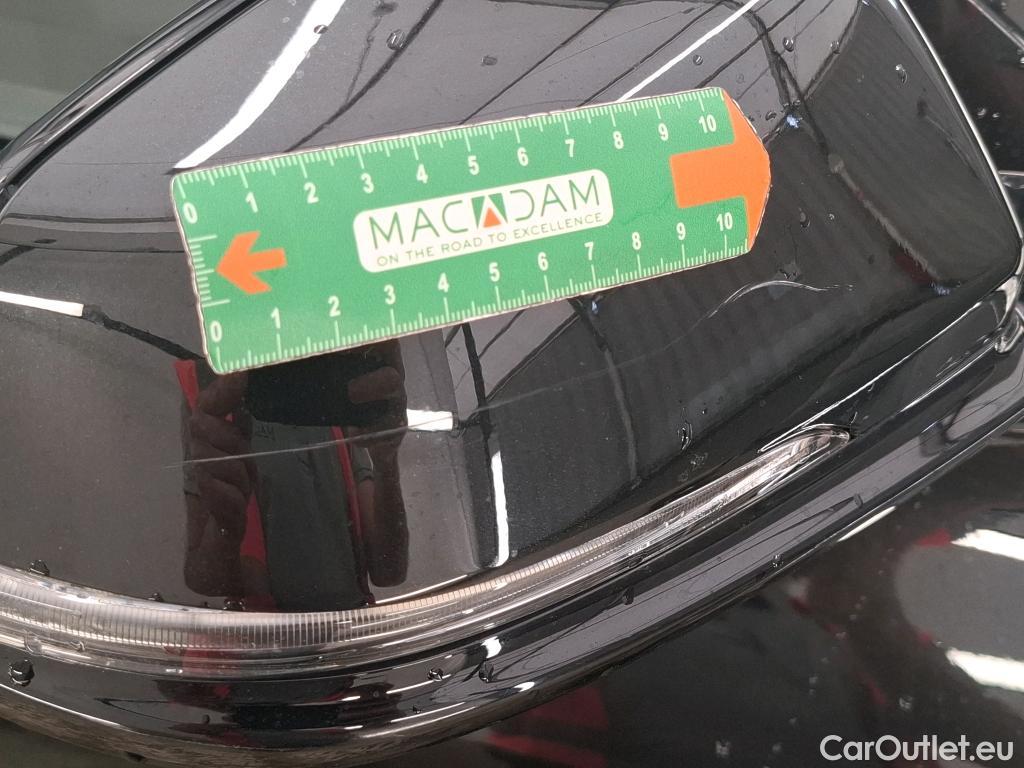 0 1 2 3 4 5 6 7 8 9 10
MACADAM
ON THE ROAD TO EXCELLENCE
0 1 2 3 4 5 6 7 8 9 10
CarOutlet.eu